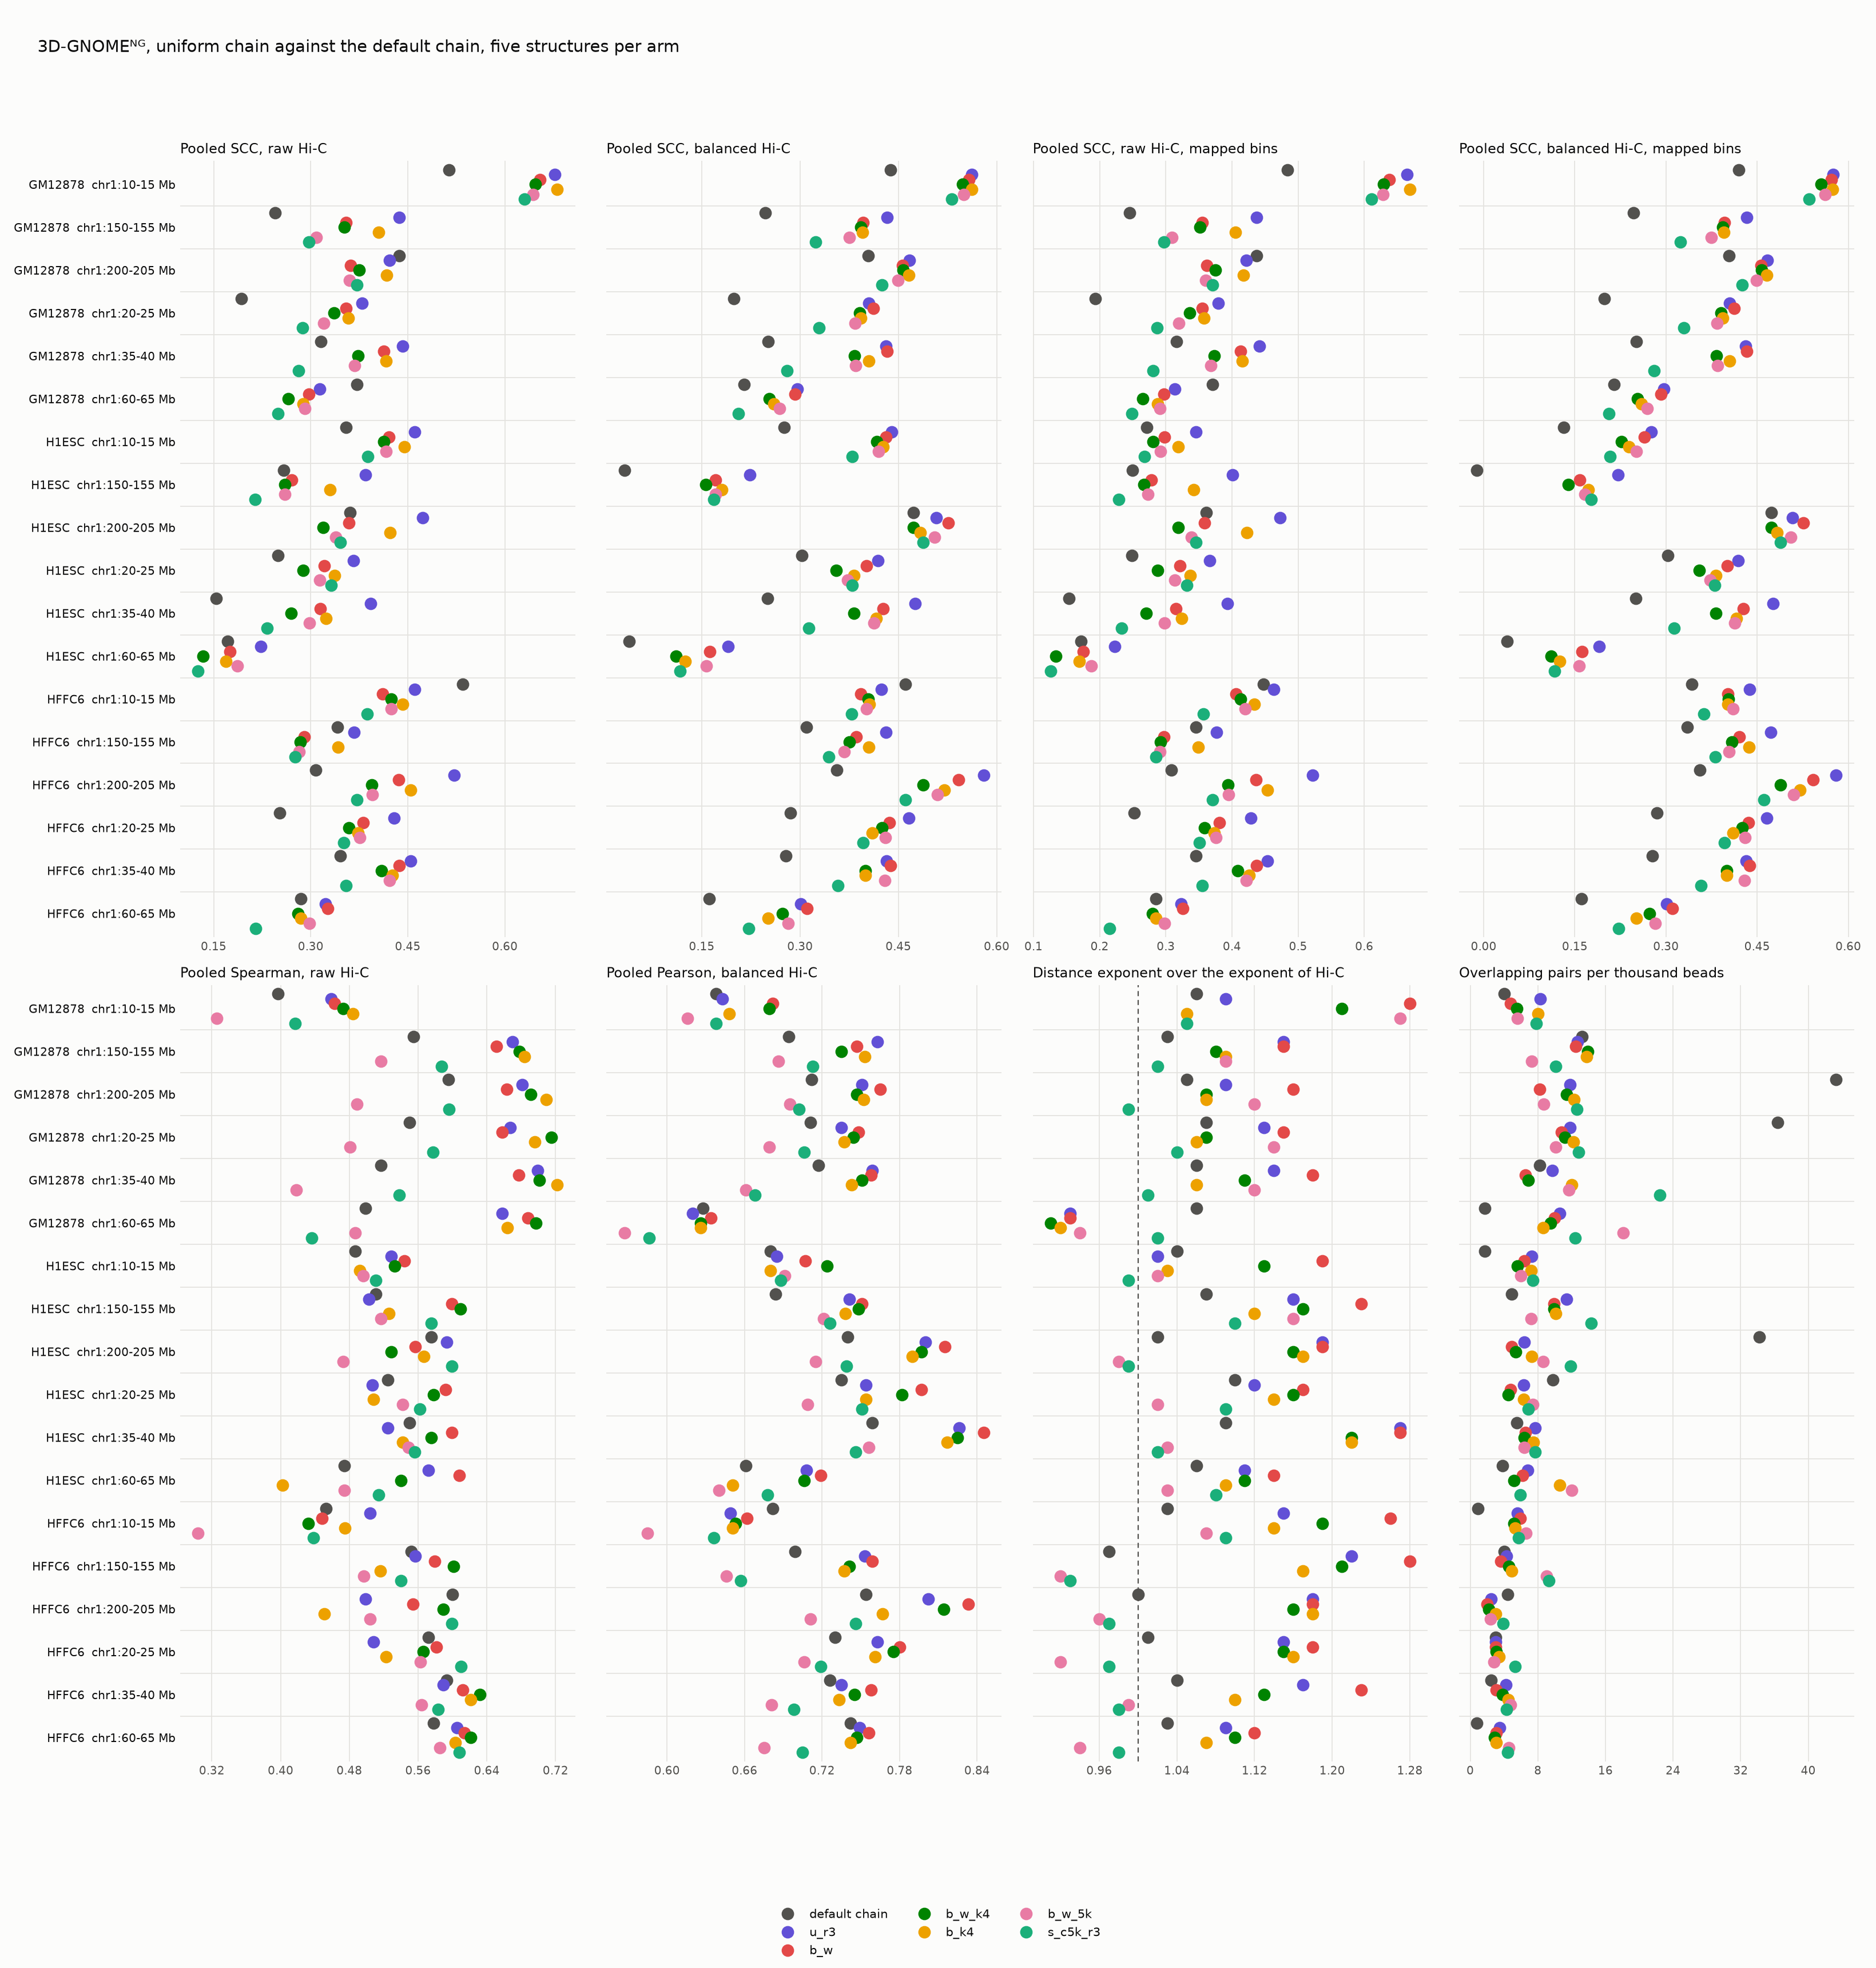 3D-GNOMEᴺᴳ, uniform chain against the default chain, five structures per arm
Pooled SCC, raw Hi-C
Pooled SCC, balanced Hi-C
Pooled SCC, raw Hi-C, mapped bins
Pooled SCC, balanced Hi-C, mapped bins
GM12878 chr1:10-15 Mb
GM12878 chr1:150-155 Mb
GM12878 chr1:200-205 Mb
GM12878 chr1:20-25 Mb
GM12878 chr1:35-40 Mb
GM12878 chr1:60-65 Mb
H1ESC chr1:10-15 Mb
H1ESC chr1:150-155 Mb
H1ESC chr1:200-205 Mb
H1ESC chr1:20-25 Mb
H1ESC chr1:35-40 Mb
H1ESC chr1:60-65 Mb
HFFC6 chr1:10-15 Mb
HFFC6 chr1:150-155 Mb
HFFC6 chr1:200-205 Mb
HFFC6 chr1:20-25 Mb
HFFC6 chr1:35-40 Mb
HFFC6 chr1:60-65 Mb
0.15 0.30 0.45 0.60
0.15 0.30 0.45 0.60
0.1 0.2 0.3 0.4 0.5 0.6
0.00 0.15 0.30 0.45 0.60
Pooled Spearman, raw Hi-C
Pooled Pearson, balanced Hi-C
Distance exponent over the exponent of Hi-C
Overlapping pairs per thousand beads
GM12878 chr1:10-15 Mb
GM12878 chr1:150-155 Mb
GM12878 chr1:200-205 Mb
GM12878 chr1:20-25 Mb
GM12878 chr1:35-40 Mb
GM12878 chr1:60-65 Mb
H1ESC chr1:10-15 Mb
H1ESC chr1:150-155 Mb
H1ESC chr1:200-205 Mb
H1ESC chr1:20-25 Mb
H1ESC chr1:35-40 Mb
H1ESC chr1:60-65 Mb
HFFC6 chr1:10-15 Mb
HFFC6 chr1:150-155 Mb
HFFC6 chr1:200-205 Mb
HFFC6 chr1:20-25 Mb
HFFC6 chr1:35-40 Mb
HFFC6 chr1:60-65 Mb
0.32 0.40 0.48 0.56 0.64 0.72
0.60 0.66 0.72 0.78 0.84
0.96 1.04 1.12 1.20 1.28
0 8 16 24 32 40
default chain
u_r3
b_w
b_w_k4
b_k4
b_w_5k
s_c5k_r3